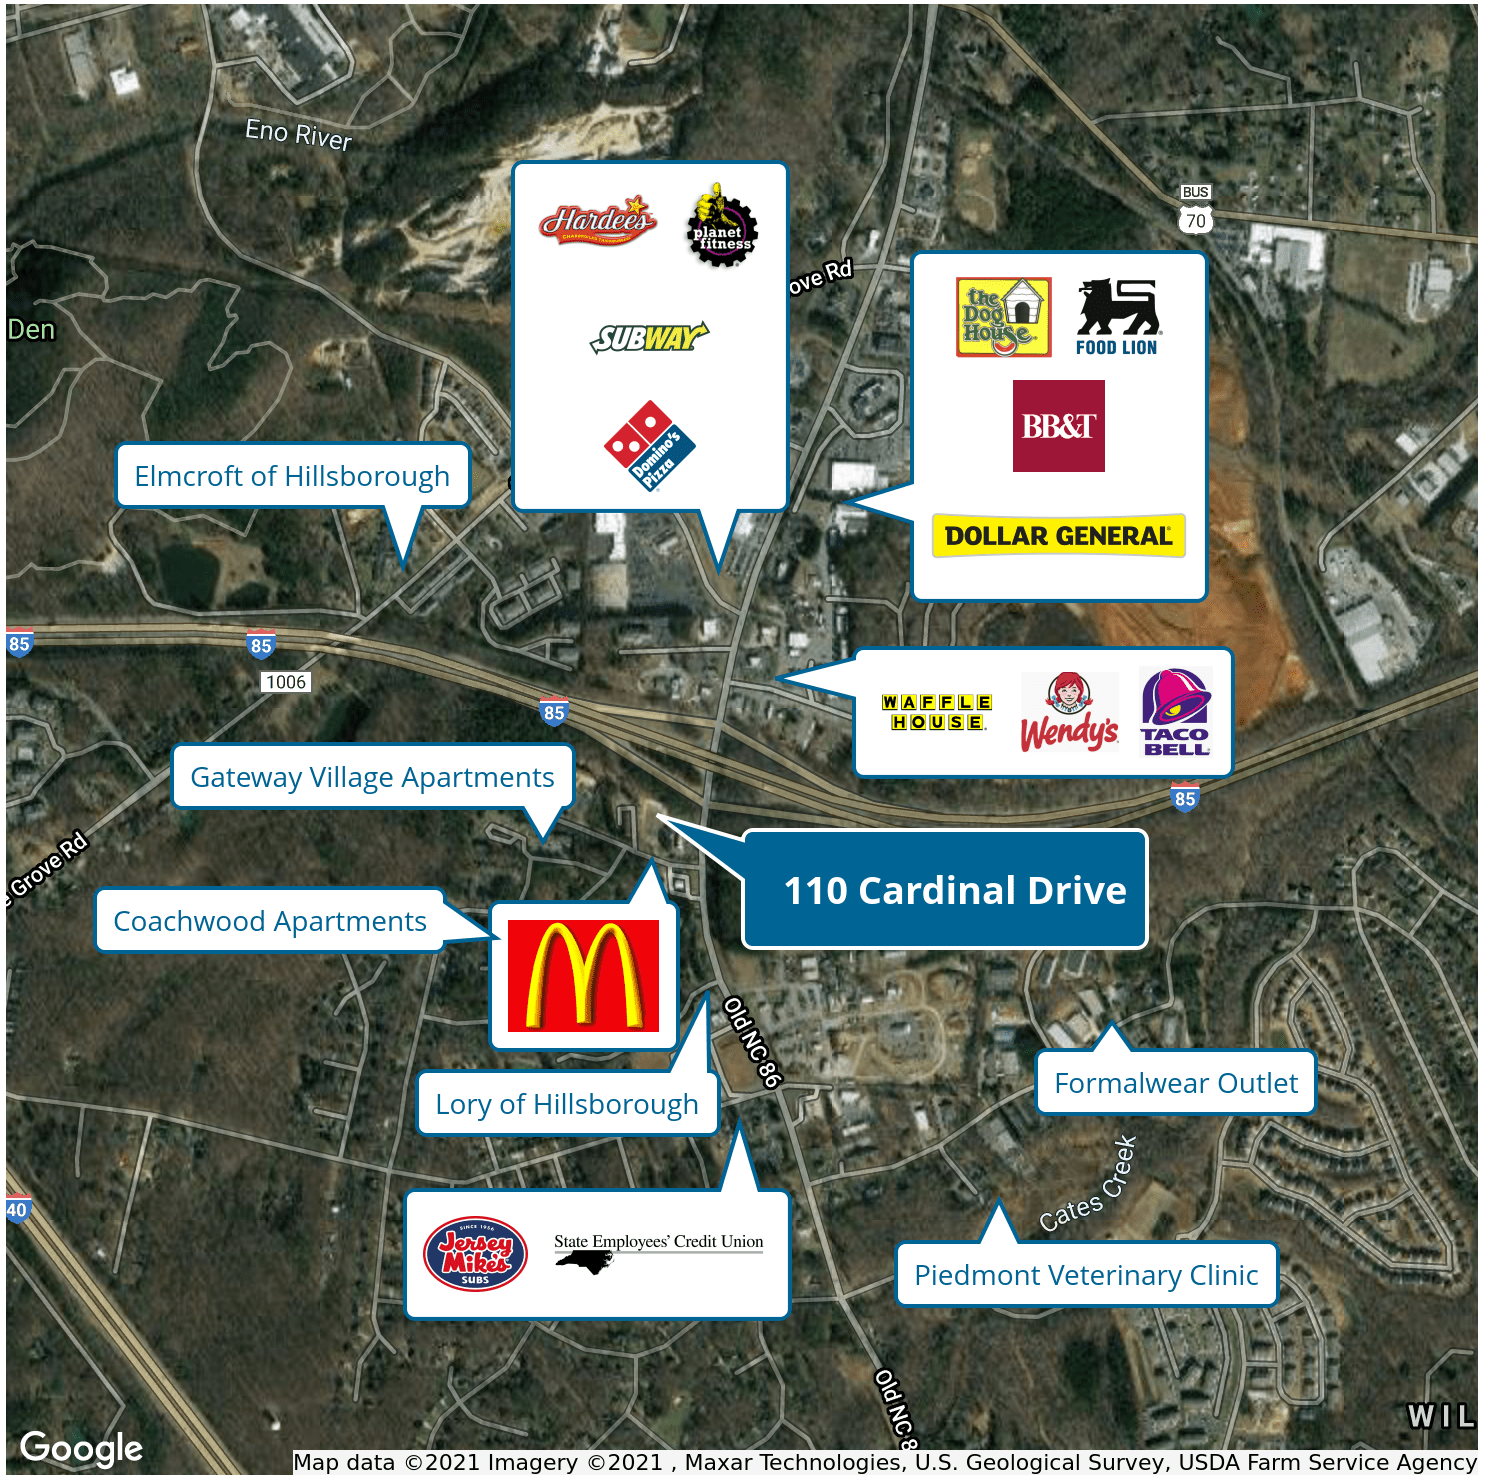 Eno River
BUS
70
Hardee's
CHARBROILED THICKBURGERS
planet
fitness
ove Rd
the
Dog
House
FOOD LION
SUBWAY
Den
BB&T
Domino's
Pizza
Elmcroft of Hillsborough
DOLLAR GENERAL
85
85
1006
85
WAFFLE
HOUSE
Wendy's
TACO
BELL
85
Gateway Village Apartments
Grove Rd
110 Cardinal Drive
Coachwood Apartments
Old NC 86
Formalwear Outlet
Lory of Hillsborough
Cates Creek
40
SINCE 1956
Jersey
Mike's
SUBS
State Employees' Credit Union
Piedmont Veterinary Clinic
Old NC 8
WIL
Google
Map data ©2021 Imagery ©2021 , Maxar Technologies, U.S. Geological Survey, USDA Farm Service Agency